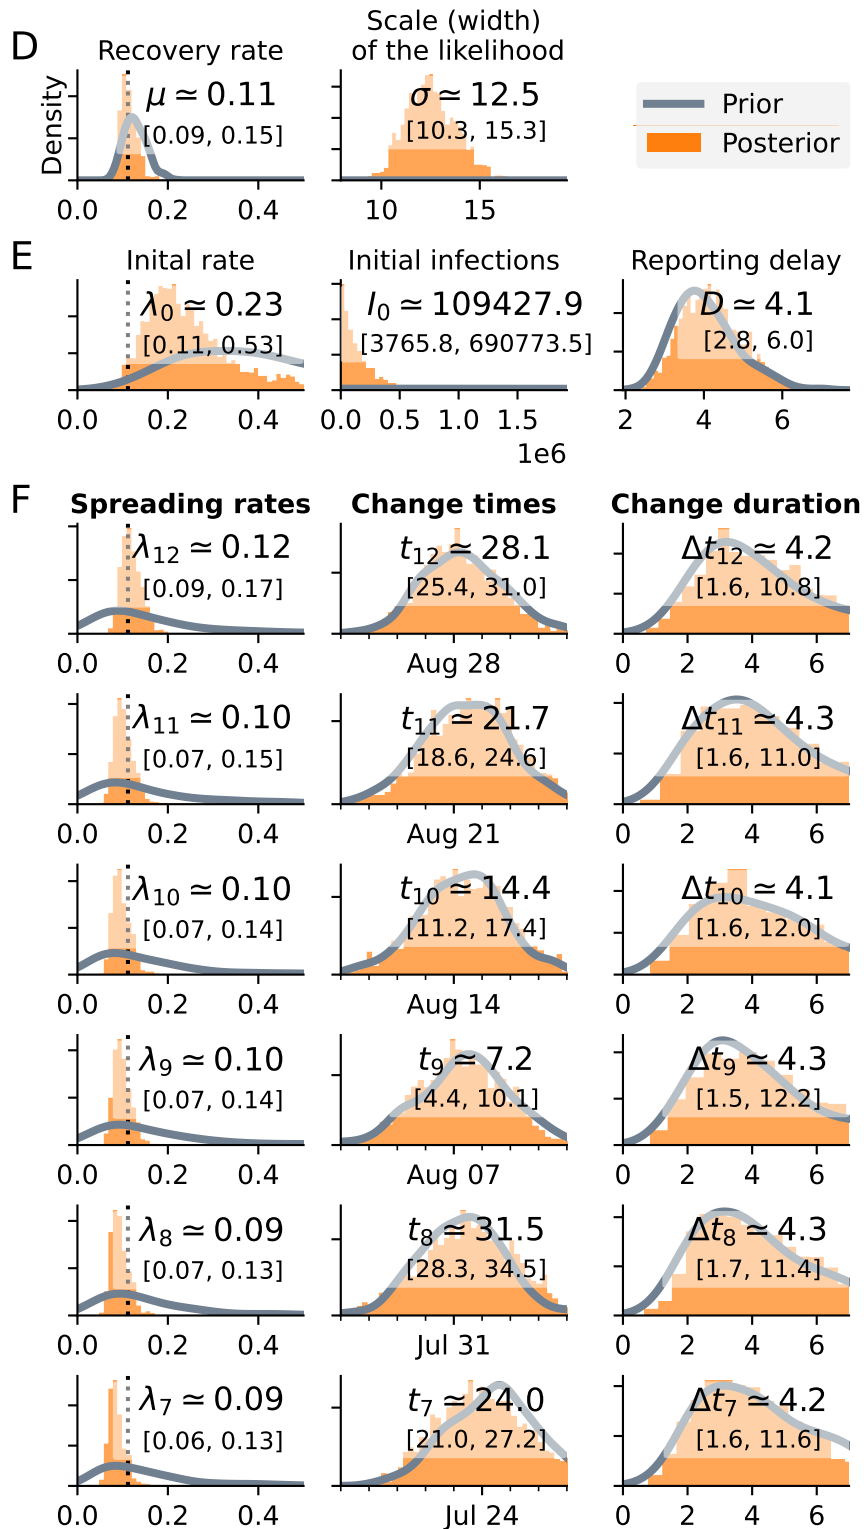 D
Recovery rate
Scale (width)
of the likelihood
Density
μ ≃ 0.11
[0.09, 0.15]
σ ≃ 12.5
[10.3, 15.3]
Prior
Posterior
0.0 0.2 0.4
10 15
E
Inital rate
Initial infections
Reporting delay
λ0 ≃ 0.23
[0.11, 0.53]
I0 ≃ 109427.9
[3765.8, 690773.5]
D ≃ 4.1
[2.8, 6.0]
0.0 0.2 0.4
0.0 0.5 1.0 1.5
1e6
2 4 6
F
Spreading rates
Change times
Change duration
λ12 ≃ 0.12
[0.09, 0.17]
t12 ≃ 28.1
[25.4, 31.0]
Δt12 ≃ 4.2
[1.6, 10.8]
0.0 0.2 0.4
Aug 28
0 2 4 6
λ11 ≃ 0.10
[0.07, 0.15]
t11 ≃ 21.7
[18.6, 24.6]
Δt11 ≃ 4.3
[1.6, 11.0]
0.0 0.2 0.4
Aug 21
0 2 4 6
λ10 ≃ 0.10
[0.07, 0.14]
t10 ≃ 14.4
[11.2, 17.4]
Δt10 ≃ 4.1
[1.6, 12.0]
0.0 0.2 0.4
Aug 14
0 2 4 6
λ9 ≃ 0.10
[0.07, 0.14]
t9 ≃ 7.2
[4.4, 10.1]
Δt9 ≃ 4.3
[1.5, 12.2]
0.0 0.2 0.4
Aug 07
0 2 4 6
λ8 ≃ 0.09
[0.07, 0.13]
t8 ≃ 31.5
[28.3, 34.5]
Δt8 ≃ 4.3
[1.7, 11.4]
0.0 0.2 0.4
Jul 31
0 2 4 6
λ7 ≃ 0.09
[0.06, 0.13]
t7 ≃ 24.0
[21.0, 27.2]
Δt7 ≃ 4.2
[1.6, 11.6]
0.0 0.2 0.4
Jul 24
0 2 4 6